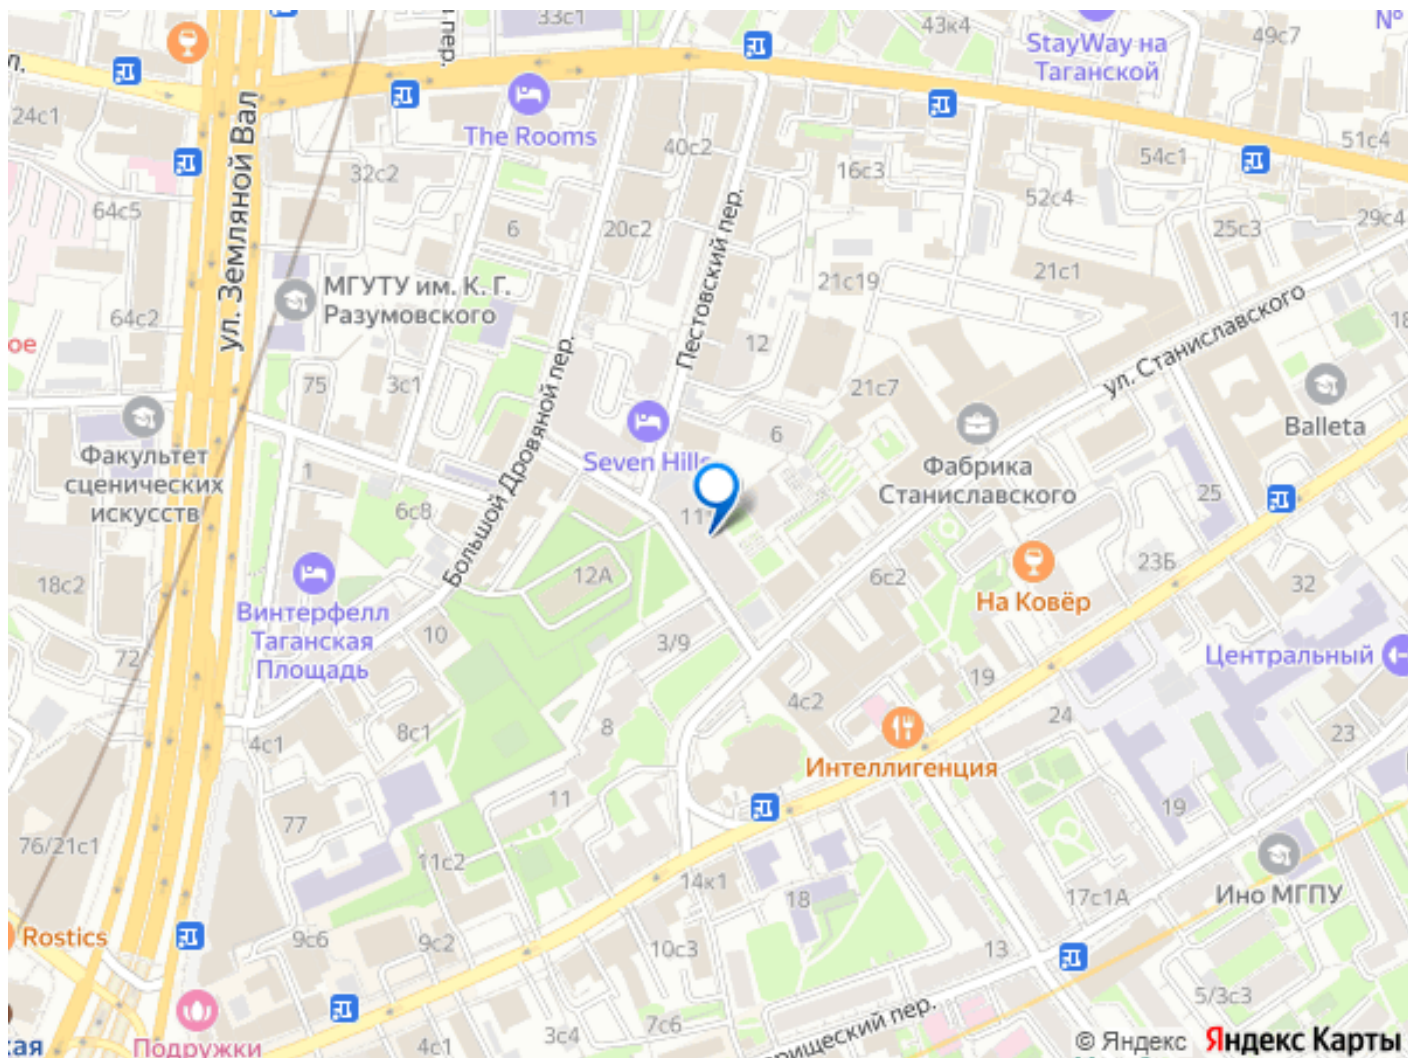 33с1
43к4
49с7
StayWay на
Таганской
24с1
ул. Земляной Вал
The Rooms
40с2
16с3
54с1
51с4
32с2
52с4
64с5
6
20с2
25с3
29с4
Пестовский пер.
21с19
21с1
МГУТУ им. К. Г.
Разумовского
64с2
ул. Станиславского
12
75
3с1
21с7
Balleta
Факультет
сценических
искусств
Большой Дровяной пер.
6
Seven Hills
Фабрика
Станиславского
1
25
6с8
11
18с2
12А
6с2
23Б
32
На Ковёр
Винтерфелл
Таганская
Площадь
10
3/9
Центральный
72
19
4с2
24
4с1
8с1
8
23
Интеллигенция
11
19
77
76/21с1
11с2
14к1
18
17с1А
Ино МГПУ
Rostics
9с6
9с2
10с3
13
5/3с3
7с6
3с4
4с1
Подружки
© Яндекс Яндекс Карты